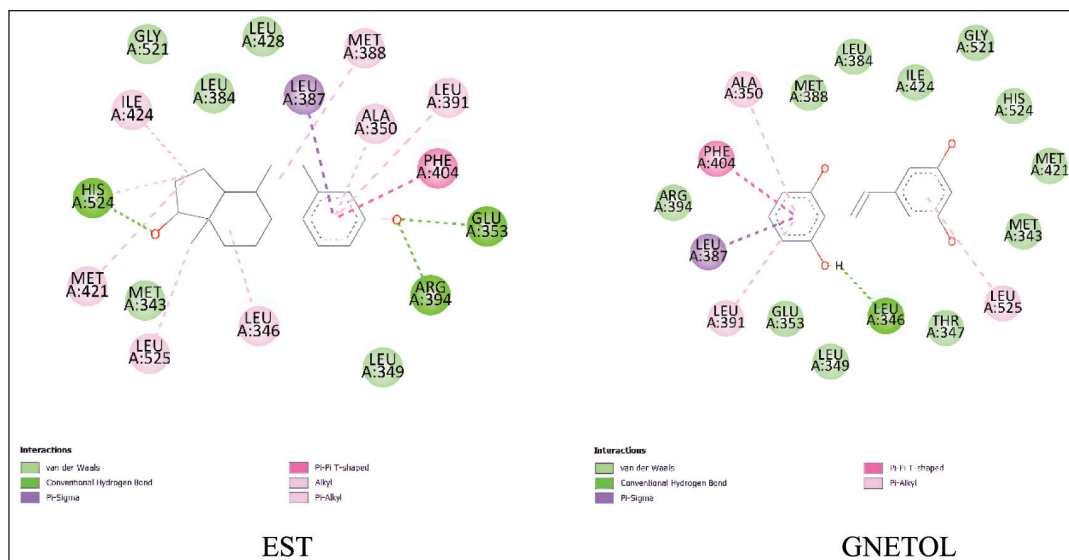 GLY
A:521
LEU
A:428
MET
A:388
LEU
A:384
LEU
A:387
LEU
A:391
ILE
A:424
ALA
A:350
PHE
A:404
HIS
A:524
O
O
GLU
A:353
ARG
A:394
MET
A:421
MET
A:343
LEU
A:346
LEU
A:525
LEU
A:349
Interactions
van der Waals
Conventional Hydrogen Bond
Pi-Sigma
Pi-Pi T-shaped
Alkyl
Pi-Alkyl
EST
GLY
A:521
LEU
A:384
ILE
A:424
ALA
A:350
MET
A:388
HIS
A:524
PHE
A:404
MET
A:421
O
O
ARG
A:394
LEU
A:387
MET
A:343
O
O
H
LEU
A:391
GLU
A:353
LEU
A:346
THR
A:347
LEU
A:525
LEU
A:349
Interactions
van der Waals
Conventional Hydrogen Bond
Pi-Sigma
Pi-Pi T-shaped
Pi-Alkyl
GNETOL